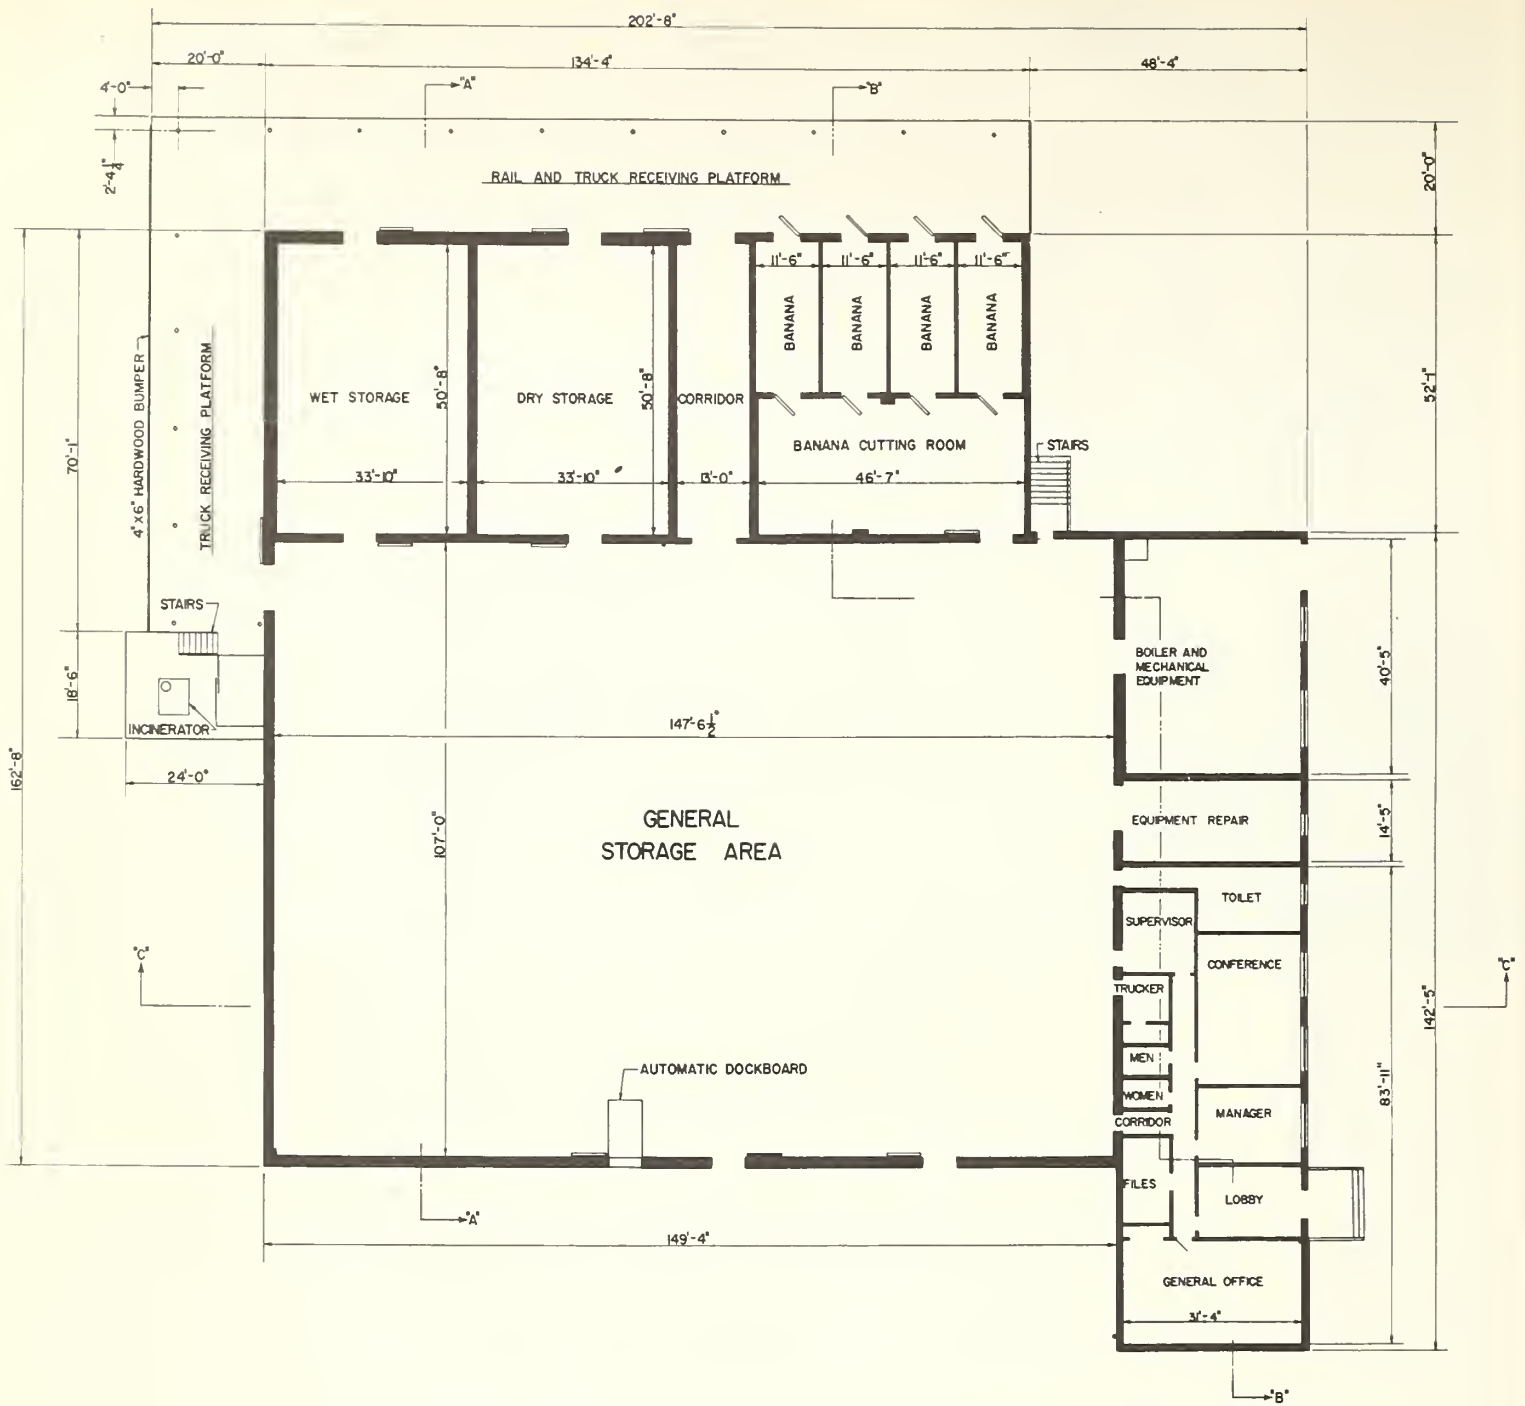 202'-8"
20'-0"
134'-4"
48'-4"
4'-0"
"A"
"B"
2'-4 1/4"
RAIL AND TRUCK RECEIVING PLATFORM
20'-0"
11'-6"
11'-6"
11'-6"
11'-6"
BANANA
BANANA
BANANA
BANANA
4" X 6" HARDWOOD BUMPER
TRUCK RECEIVING PLATFORM
WET STORAGE
50'-8"
DRY STORAGE
50'-8"
CORRIDOR
52'-1"
BANANA CUTTING ROOM
STAIRS
70'-1"
33'-10"
33'-10"
13'-0"
46'-7"
STAIRS
BOILER AND
MECHANICAL
EQUIPMENT
40'-5"
18'-6"
INCINERATOR
147'-6 1/2"
162'-8"
24'-0"
GENERAL
STORAGE AREA
107'-0"
EQUIPMENT REPAIR
14'-5"
TOILET
SUPERVISOR
"C"
CONFERENCE
"C"
TRUCKER
142'-5"
MEN
AUTOMATIC DOCKBOARD
WOMEN
83'-11"
CORRIDOR
MANAGER
FILES
LOBBY
"A"
149'-4"
GENERAL OFFICE
31'-4"
"B"